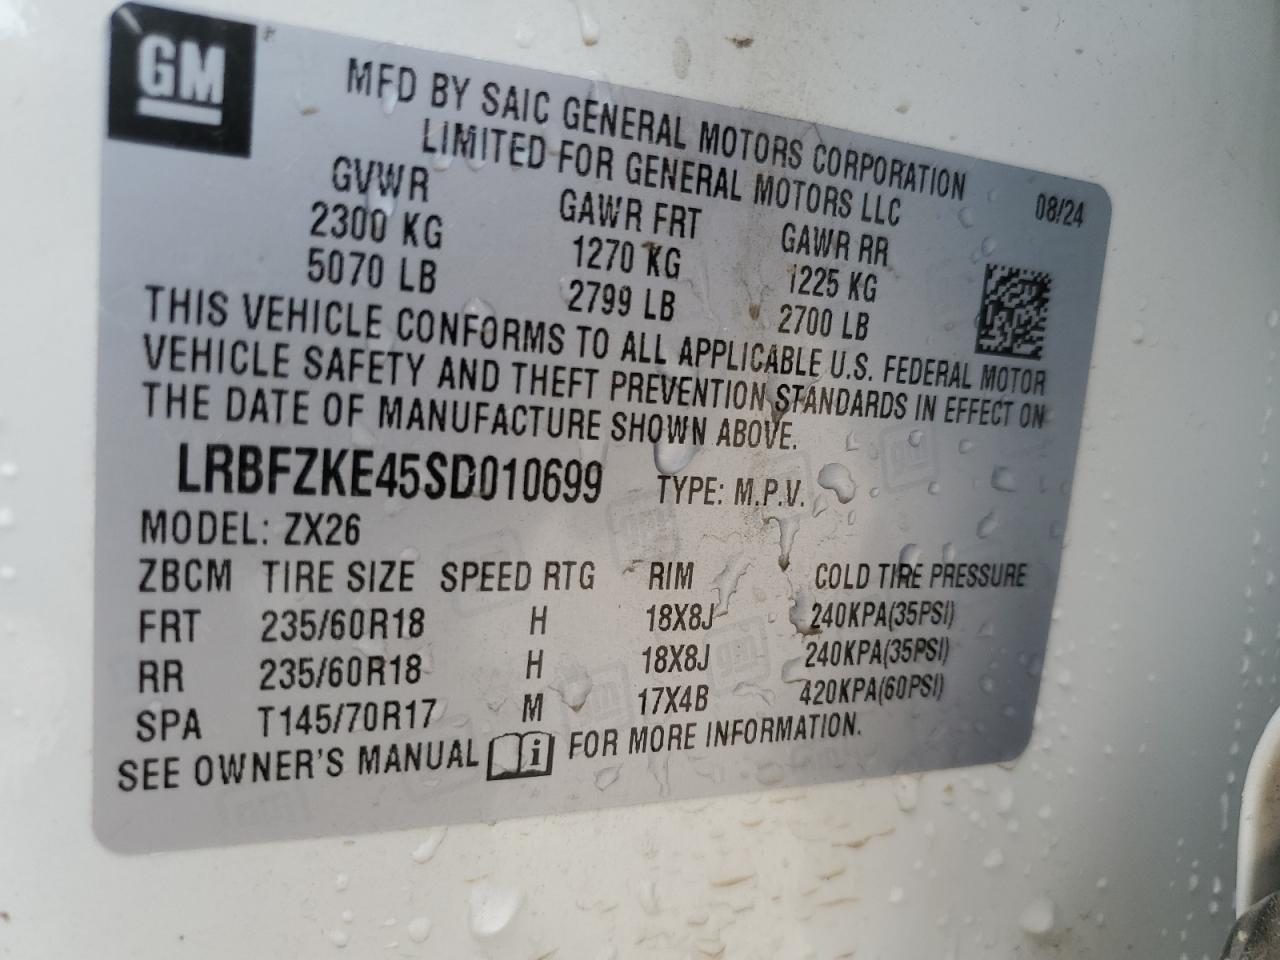 GM
MFD BY SAIC GENERAL MOTORS CORPORATION
LIMITED FOR GENERAL MOTORS LLC
08/24
GVWR GAWR FRT GAWR RR
2300 KG 1270 KG 1225 KG
5070 LB 2799 LB 2700 LB
THIS VEHICLE CONFORMS TO ALL APPLICABLE U.S. FEDERAL MOTOR
VEHICLE SAFETY AND THEFT PREVENTION STANDARDS IN EFFECT ON
THE DATE OF MANUFACTURE SHOWN ABOVE.
LRBFZKE45SD010699 TYPE: M.P.V.
MODEL: ZX26
ZBCM TIRE SIZE SPEED RTG RIM COLD TIRE PRESSURE
FRT 235/60R18 H 18X8J 240KPA(35PSI)
RR 235/60R18 H 18X8J 240KPA(35PSI)
SPA T145/70R17 M 17X4B 420KPA(60PSI)
SEE OWNER'S MANUAL i FOR MORE INFORMATION.